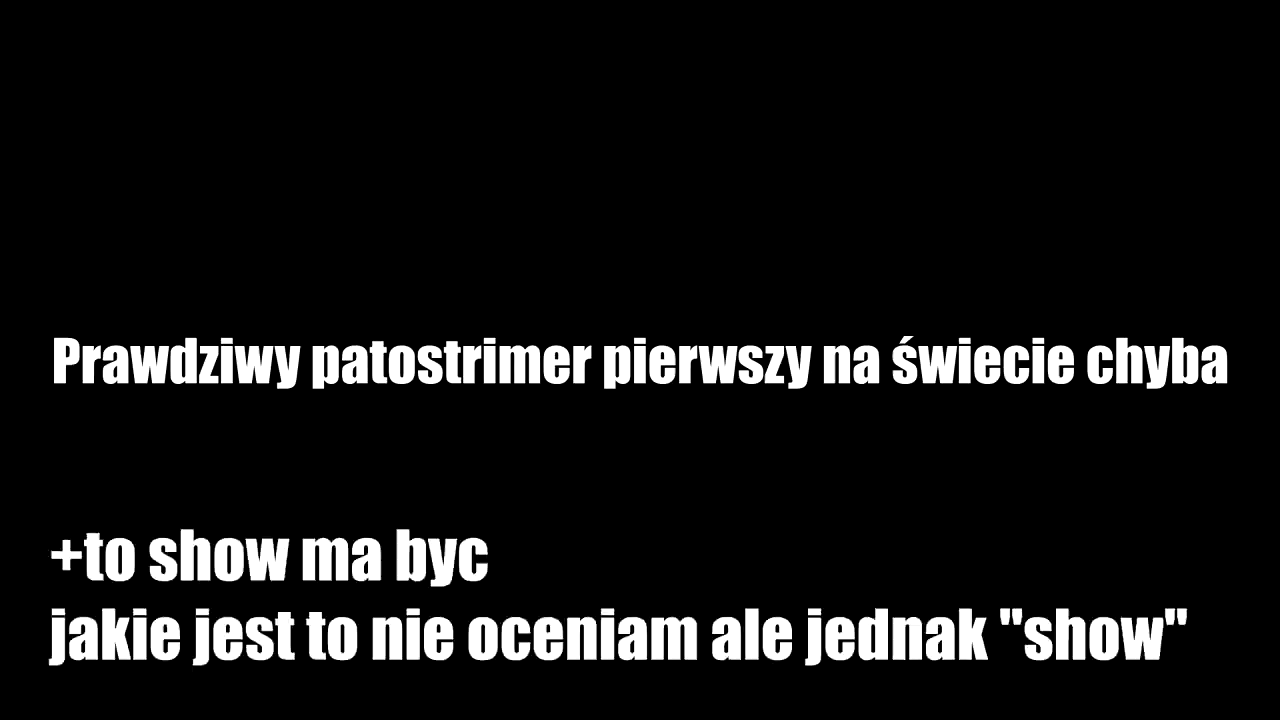 Prawdziwy patostrimer pierwszy na świecie chyba
+to show ma byc
jakie jest to nie oceniam ale jednak "show"